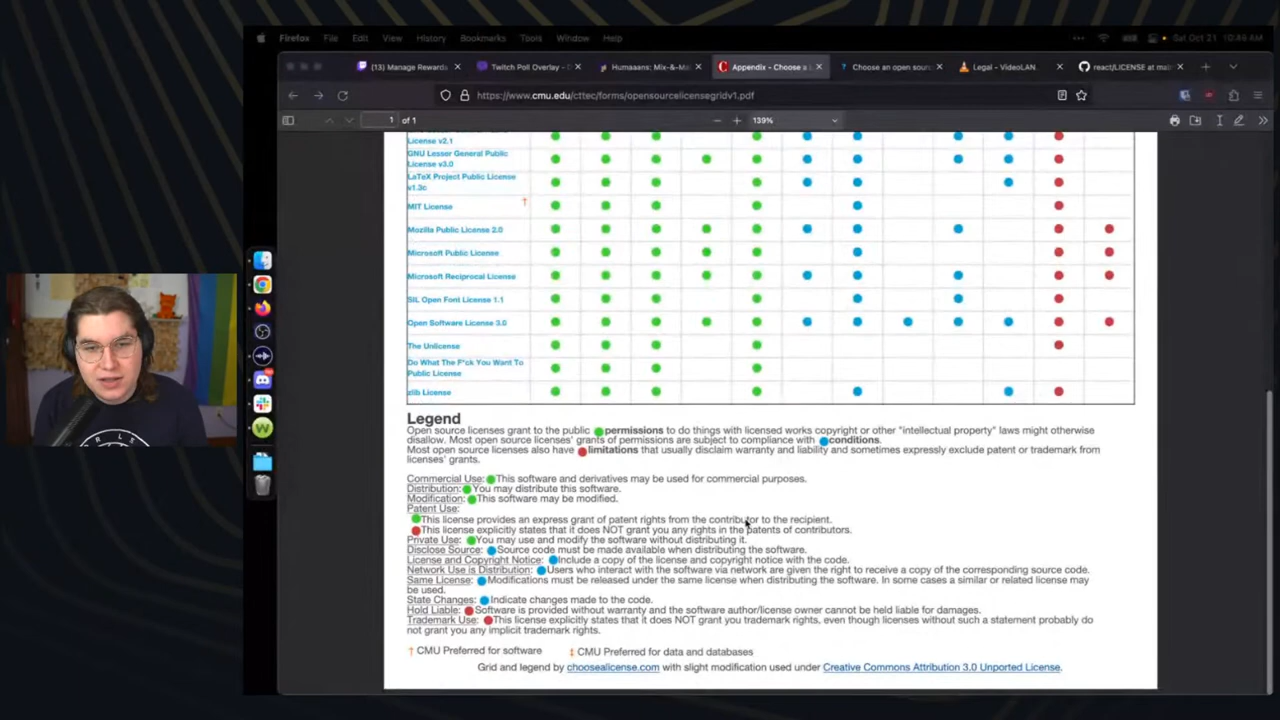 Firefox File Edit View History Bookmarks Tools Window Help Sat Oct 21 10:49 AM
(13) Manage Rewards Twitch Poll Overlay - Humaaans: Mix-&-Ma Appendix - Choose a Choose an open sour Legal – VideoLAN react/LICENSE at ma
https://www.cmu.edu/cttec/forms/opensourcelicensegridv1.pdf
1 of 1 139%
License v2.1
GNU Lesser General Public
License v3.0
LaTeX Project Public License
v1.3c
MIT License †
Mozilla Public License 2.0
Microsoft Public License
Microsoft Reciprocal License
SIL Open Font License 1.1
Open Software License 3.0
The Unlicense
Do What The F*ck You Want To
Public License
zlib License
Legend
Open source licenses grant to the public permissions to do things with licensed works copyright or other "intellectual property" laws might otherwise
disallow. Most open source licenses' grants of permissions are subject to compliance with conditions.
Most open source licenses also have limitations that usually disclaim warranty and liability and sometimes expressly exclude patent or trademark from
licenses' grants.
Commercial Use: This software and derivatives may be used for commercial purposes.
Distribution: You may distribute this software.
Modification: This software may be modified.
Patent Use:
This license provides an express grant of patent rights from the contributor to the recipient.
This license explicitly states that it does NOT grant you any rights in the patents of contributors.
Private Use: You may use and modify the software without distributing it.
Disclose Source: Source code must be made available when distributing the software.
License and Copyright Notice: Include a copy of the license and copyright notice with the code.
Network Use is Distribution: Users who interact with the software via network are given the right to receive a copy of the corresponding source code.
Same License: Modifications must be released under the same license when distributing the software. In some cases a similar or related license may
be used.
State Changes: Indicate changes made to the code.
Hold Liable: Software is provided without warranty and the software author/license owner cannot be held liable for damages.
Trademark Use: This license explicitly states that it does NOT grant you trademark rights, even though licenses without such a statement probably do
not grant you any implicit trademark rights.
† CMU Preferred for software ‡ CMU Preferred for data and databases
Grid and legend by choosealicense.com with slight modification used under Creative Commons Attribution 3.0 Unported License.